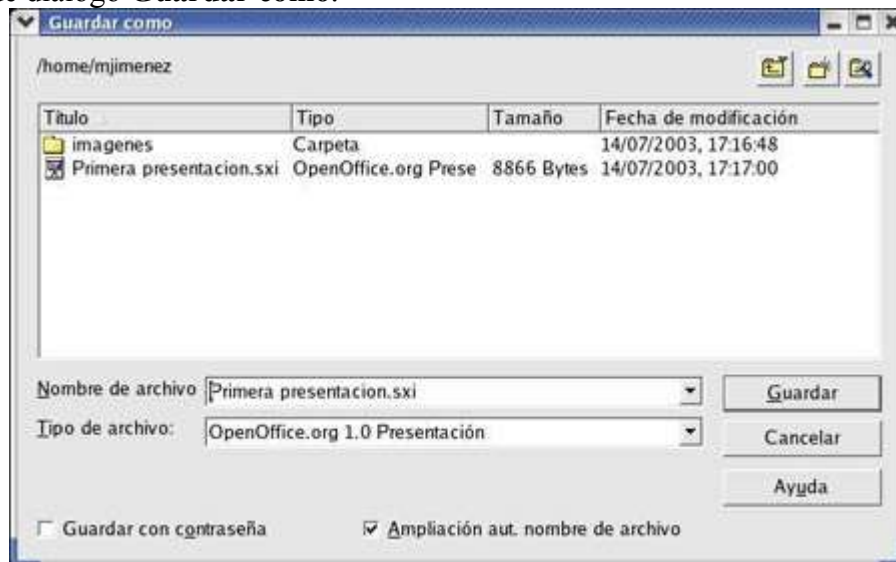 diálogo Guardar como.
Guardar como
/home/mjimenez
Título Tipo Tamaño Fecha de modificación
imagenes Carpeta 14/07/2003, 17:16:48
Primera presentacion.sxi OpenOffice.org Prese 8866 Bytes 14/07/2003, 17:17:00
Nombre de archivo Primera presentacion.sxi Guardar
Tipo de archivo: OpenOffice.org 1.0 Presentación Cancelar
Ayuda
Guardar con contraseña Ampliación aut. nombre de archivo